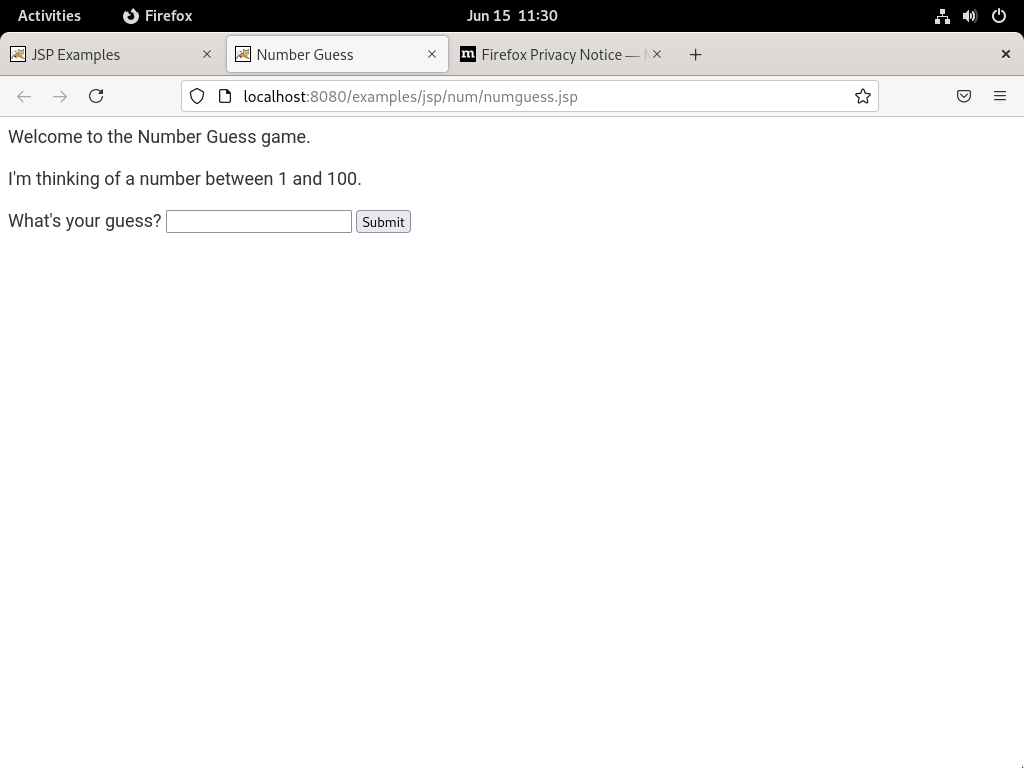 Activities
Firefox
Jun 15 11:30
JSP Examples
Number Guess
Firefox Privacy Notice —
localhost:8080/examples/jsp/num/numguess.jsp
Welcome to the Number Guess game.
I'm thinking of a number between 1 and 100.
What's your guess?
Submit